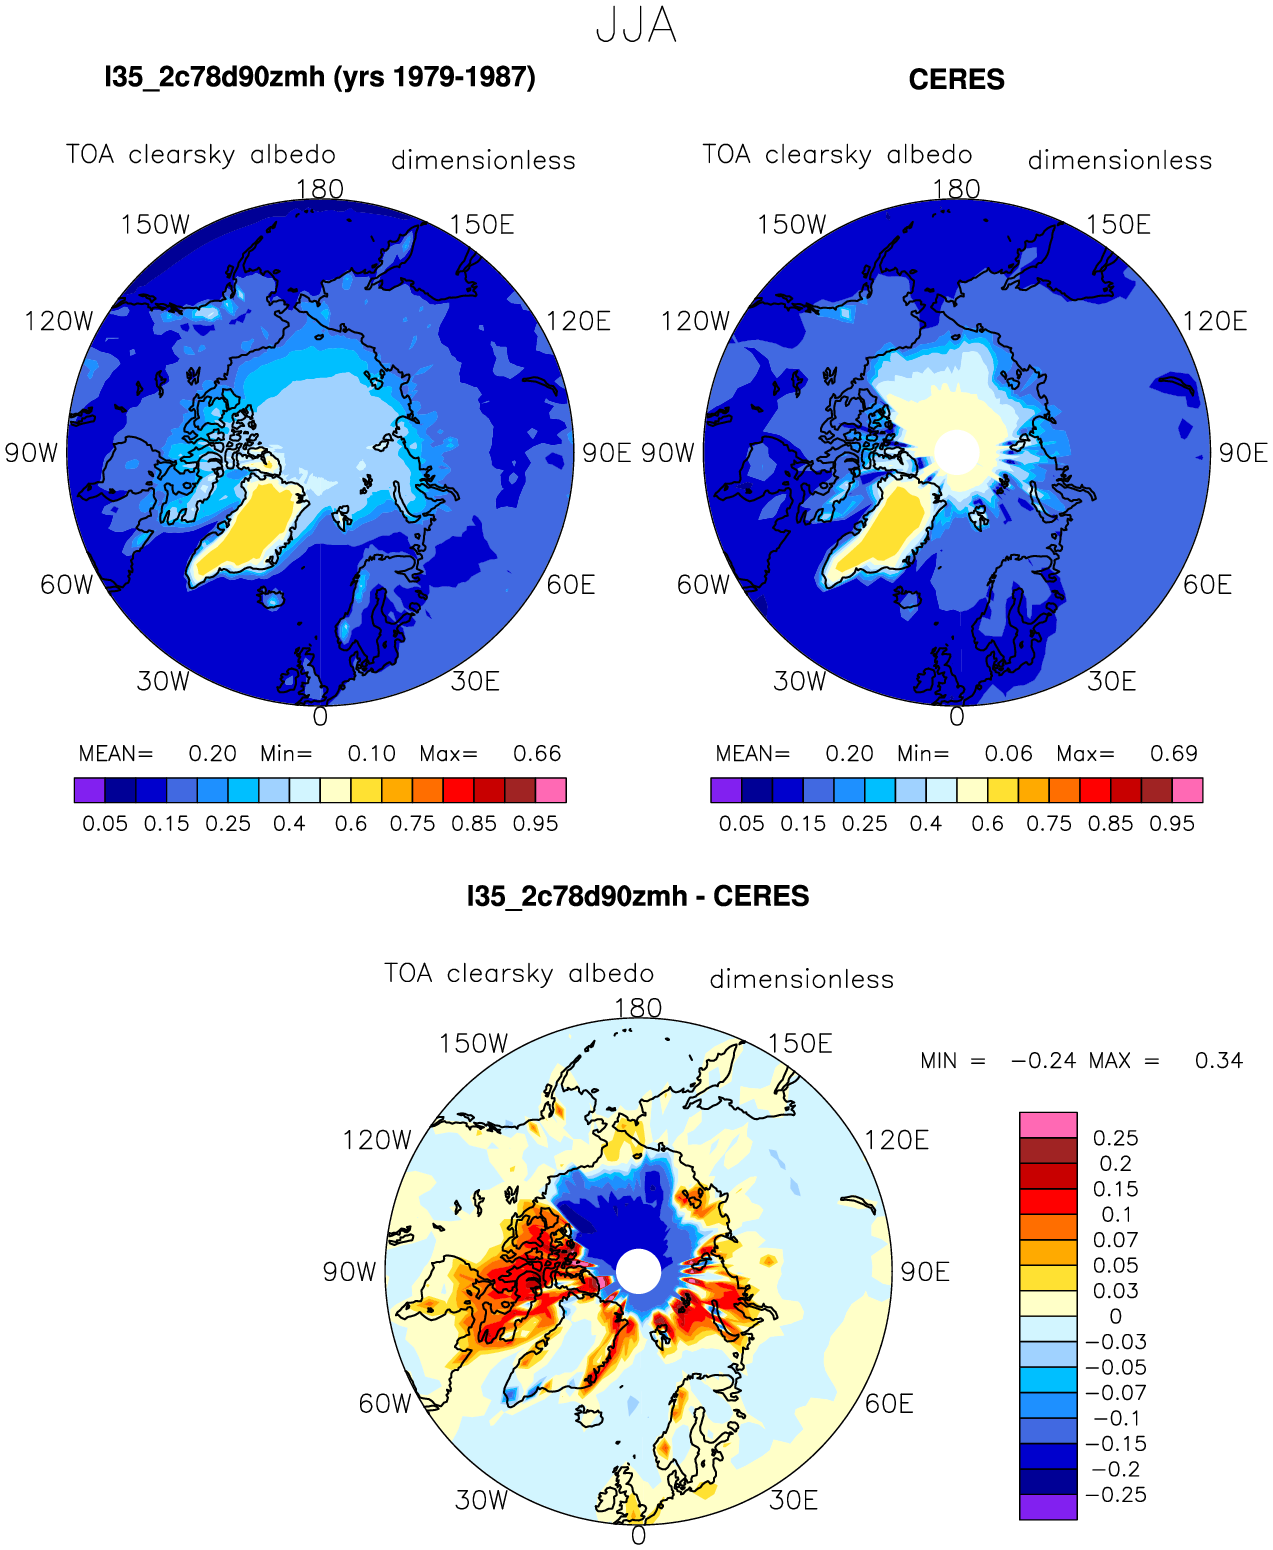 JJA
I35_2c78d90zmh (yrs 1979-1987)
TOA clearsky albedo dimensionless
180
150W 150E
120W 120E
90W 90E
60W 60E
30W 30E
0
MEAN= 0.20 Min= 0.10 Max= 0.66
0.05 0.15 0.25 0.4 0.6 0.75 0.85 0.95
CERES
TOA clearsky albedo dimensionless
180
150W 150E
120W 120E
90W 90E
60W 60E
30W 30E
0
MEAN= 0.20 Min= 0.06 Max= 0.69
0.05 0.15 0.25 0.4 0.6 0.75 0.85 0.95
I35_2c78d90zmh - CERES
TOA clearsky albedo dimensionless
180
150W 150E
120W 120E
90W 90E
60W 60E
30W 30E
0
MIN = -0.24 MAX = 0.34
0.25
0.2
0.15
0.1
0.07
0.05
0.03
0
-0.03
-0.05
-0.07
-0.1
-0.15
-0.2
-0.25